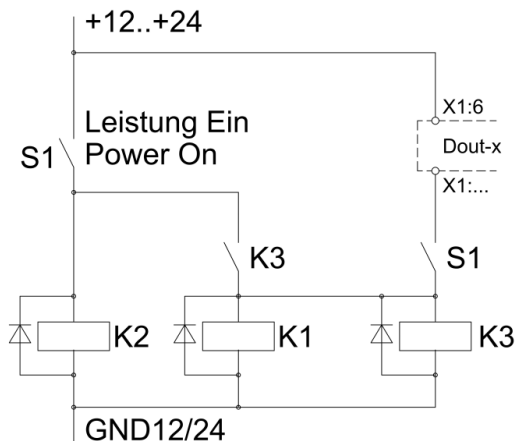 +12..+24
X1:6
Leistung Ein
S1 Power On
Dout-x
X1:...
K3
S1
K2
K1
K3
GND12/24